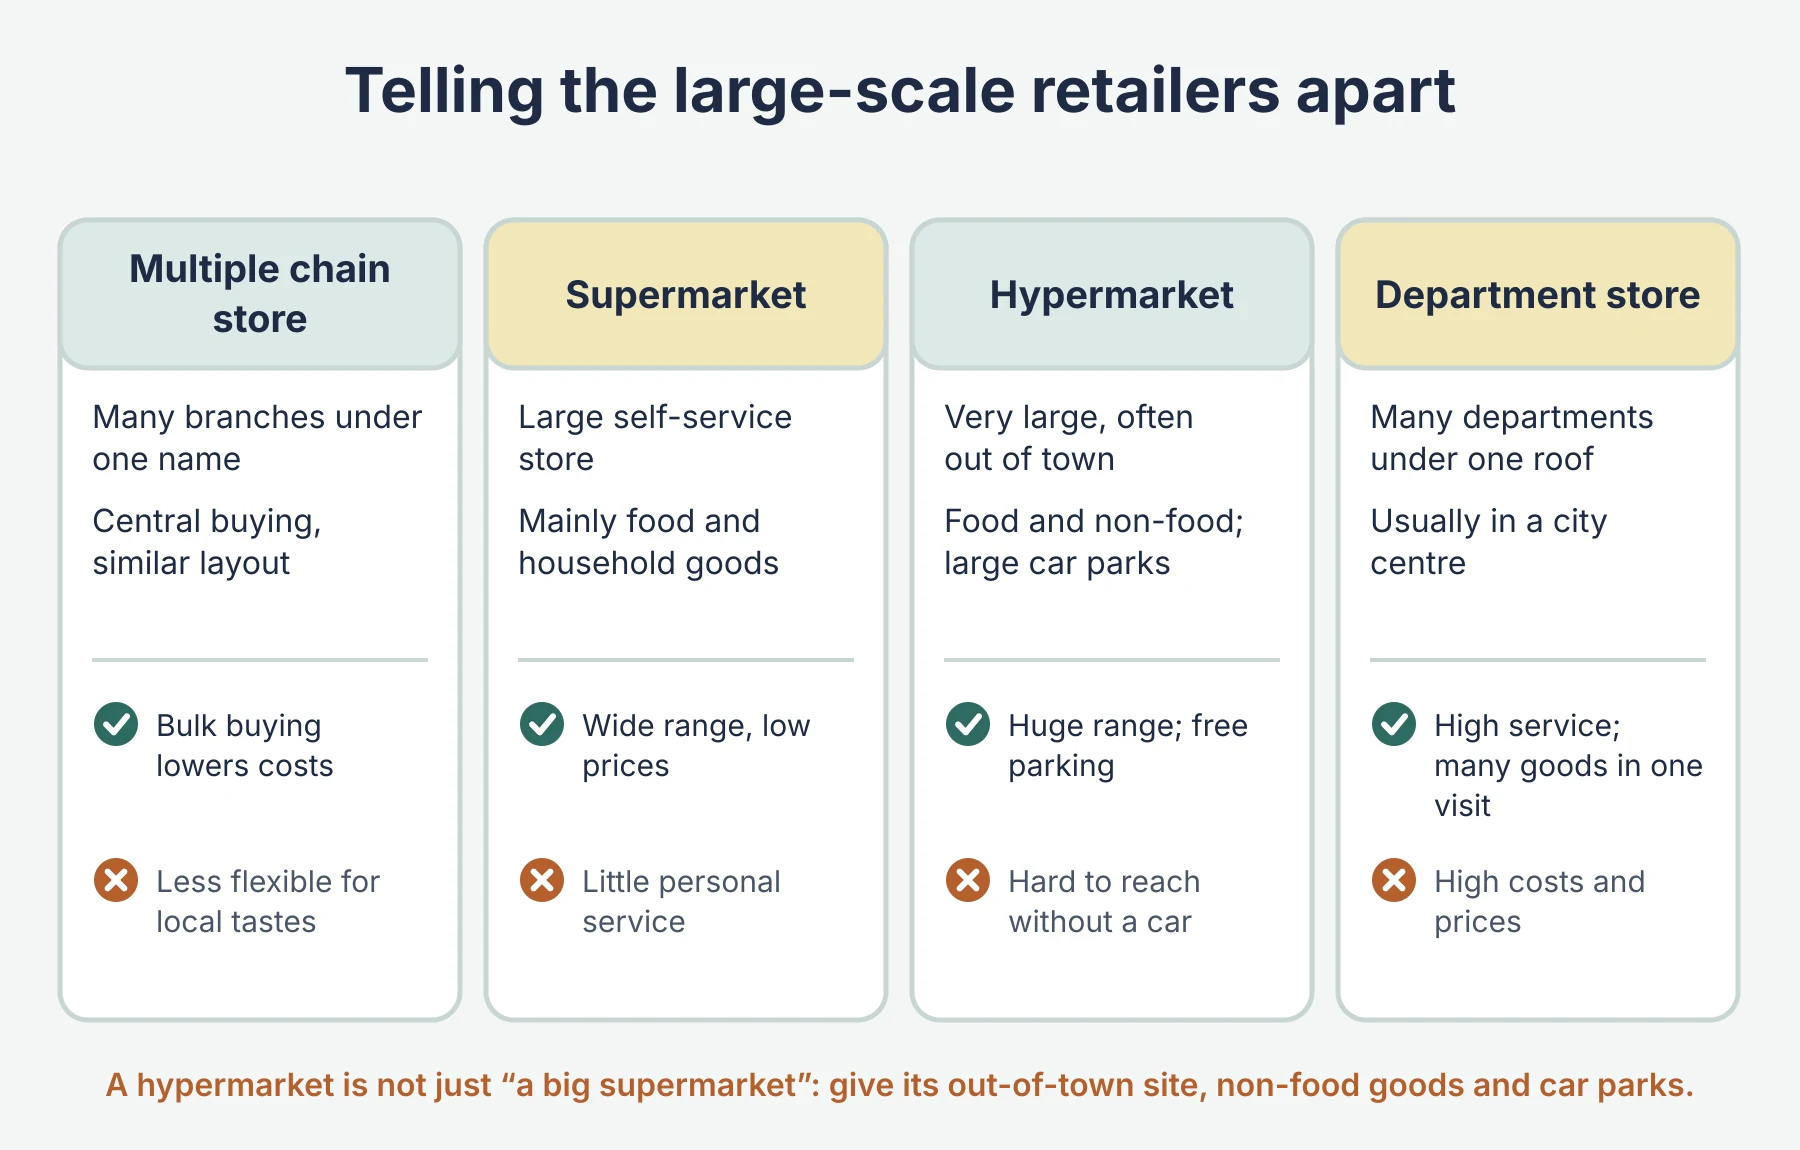 Telling the large-scale retailers apart
Multiple chain
store
Many branches under
one name
Central buying,
similar layout
Bulk buying
lowers costs
Less flexible for
local tastes
Supermarket
Large self-service
store
Mainly food and
household goods
Wide range, low
prices
Little personal
service
Hypermarket
Very large, often
out of town
Food and non-food;
large car parks
Huge range; free
parking
Hard to reach
without a car
Department store
Many departments
under one roof
Usually in a city
centre
High service;
many goods in one
visit
High costs and
prices
A hypermarket is not just “a big supermarket”: give its out-of-town site, non-food goods and car parks.